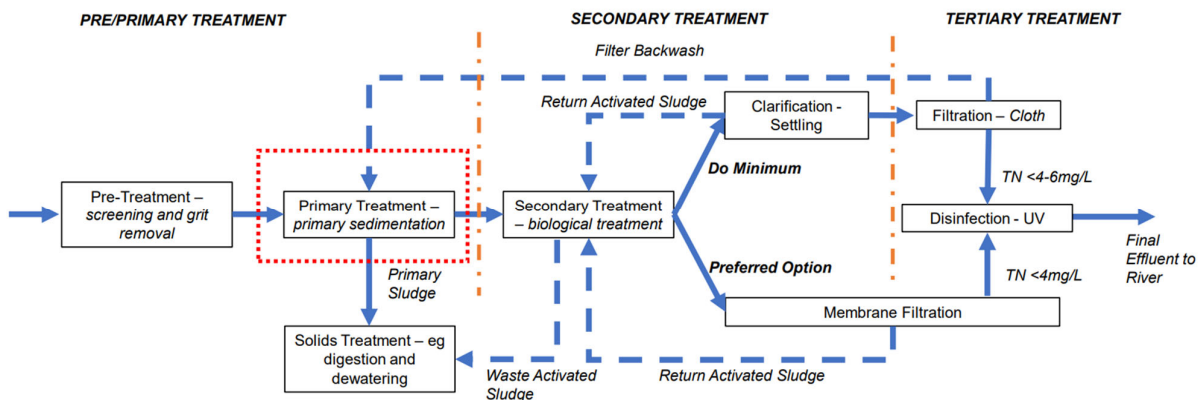 PRE/PRIMARY TREATMENT
SECONDARY TREATMENT
TERTIARY TREATMENT
Filter Backwash
Return Activated Sludge
Clarification -
Settling
Filtration – Cloth
Do Minimum
TN <4-6mg/L
Pre-Treatment –
screening and grit
removal
Primary Treatment –
primary sedimentation
Secondary Treatment
– biological treatment
Disinfection - UV
Final
Effluent to
River
Primary
Sludge
Preferred Option
TN <4mg/L
Membrane Filtration
Solids Treatment – eg
digestion and
dewatering
Waste Activated
Sludge
Return Activated Sludge